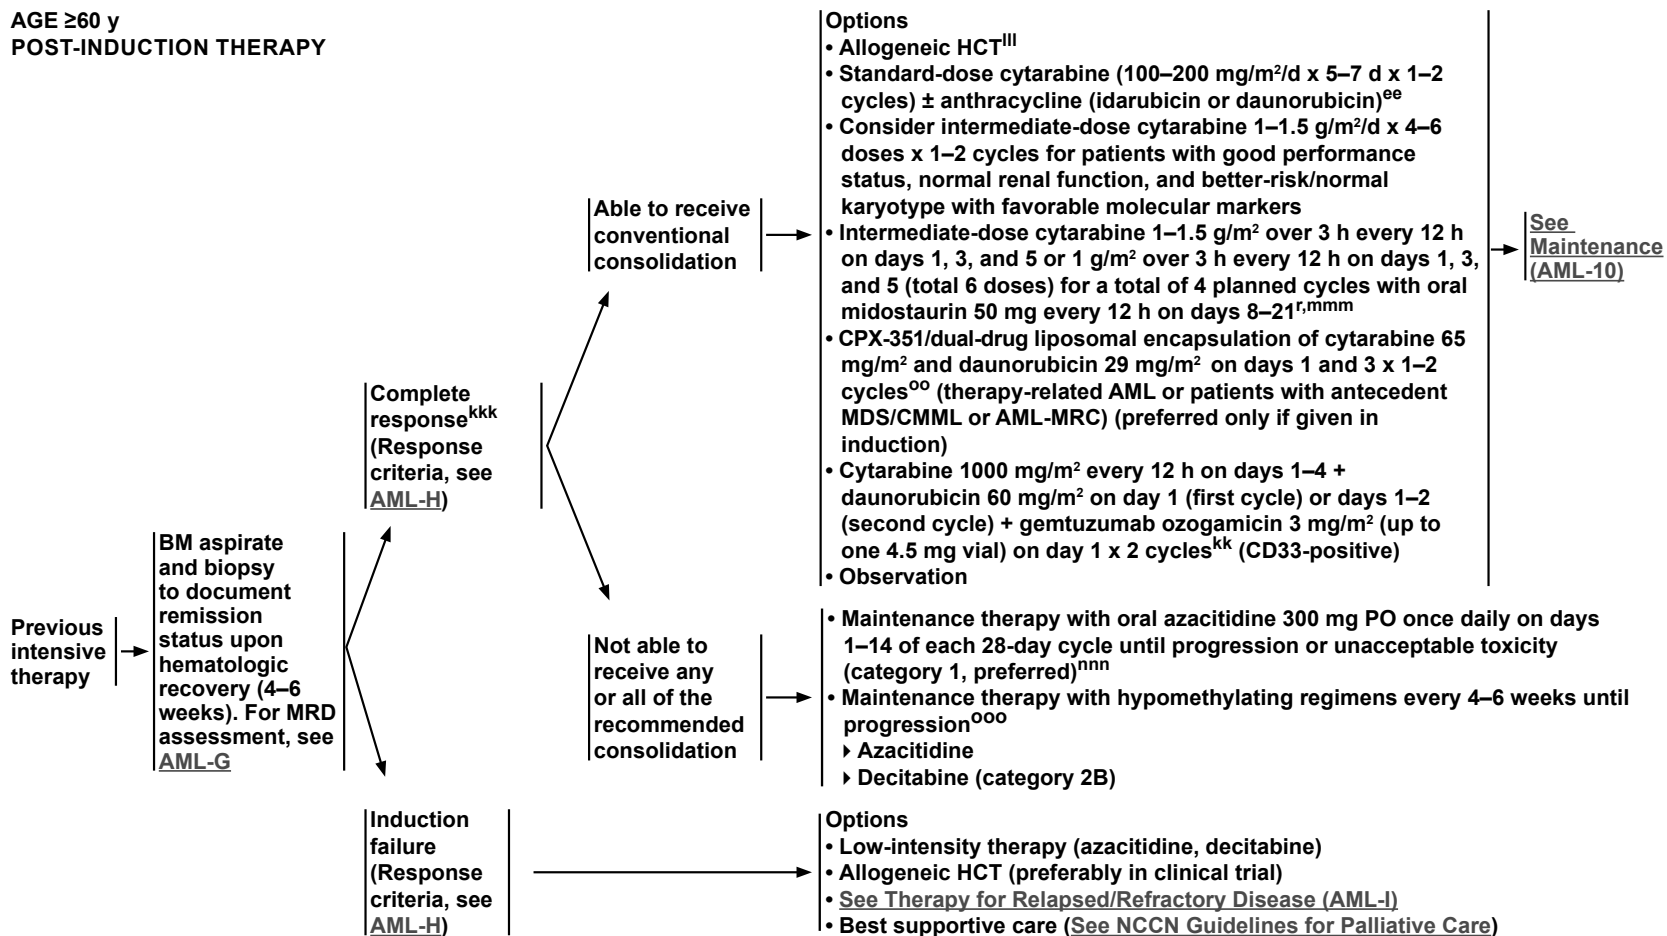 AGE ≥60 y
POST-INDUCTION THERAPY
Previous
intensive
therapy
BM aspirate
and biopsy
to document
remission
status upon
hematologic
recovery (4–6
weeks). For MRD
assessment, see
AML-G
Complete
responsekkk
(Response
criteria, see
AML-H)
Able to receive
conventional
consolidation
Options
• Allogeneic HCTlll
• Standard-dose cytarabine (100–200 mg/m²/d x 5–7 d x 1–2
cycles) ± anthracycline (idarubicin or daunorubicin)ee
• Consider intermediate-dose cytarabine 1–1.5 g/m²/d x 4–6
doses x 1–2 cycles for patients with good performance
status, normal renal function, and better-risk/normal
karyotype with favorable molecular markers
• Intermediate-dose cytarabine 1–1.5 g/m² over 3 h every 12 h
on days 1, 3, and 5 or 1 g/m² over 3 h every 12 h on days 1, 3,
and 5 (total 6 doses) for a total of 4 planned cycles with oral
midostaurin 50 mg every 12 h on days 8–21r,mmm
• CPX-351/dual-drug liposomal encapsulation of cytarabine 65
mg/m² and daunorubicin 29 mg/m² on days 1 and 3 x 1–2
cyclesoo (therapy-related AML or patients with antecedent
MDS/CMML or AML-MRC) (preferred only if given in
induction)
• Cytarabine 1000 mg/m² every 12 h on days 1–4 +
daunorubicin 60 mg/m² on day 1 (first cycle) or days 1–2
(second cycle) + gemtuzumab ozogamicin 3 mg/m² (up to
one 4.5 mg vial) on day 1 x 2 cycleskk (CD33-positive)
• Observation
See
Maintenance
(AML-10)
Not able to
receive any
or all of the
recommended
consolidation
• Maintenance therapy with oral azacitidine 300 mg PO once daily on days
1–14 of each 28-day cycle until progression or unacceptable toxicity
(category 1, preferred)nnn
• Maintenance therapy with hypomethylating regimens every 4–6 weeks until
progressionooo
‣ Azacitidine
‣ Decitabine (category 2B)
Induction
failure
(Response
criteria, see
AML-H)
Options
• Low-intensity therapy (azacitidine, decitabine)
• Allogeneic HCT (preferably in clinical trial)
• See Therapy for Relapsed/Refractory Disease (AML-I)
• Best supportive care (See NCCN Guidelines for Palliative Care)